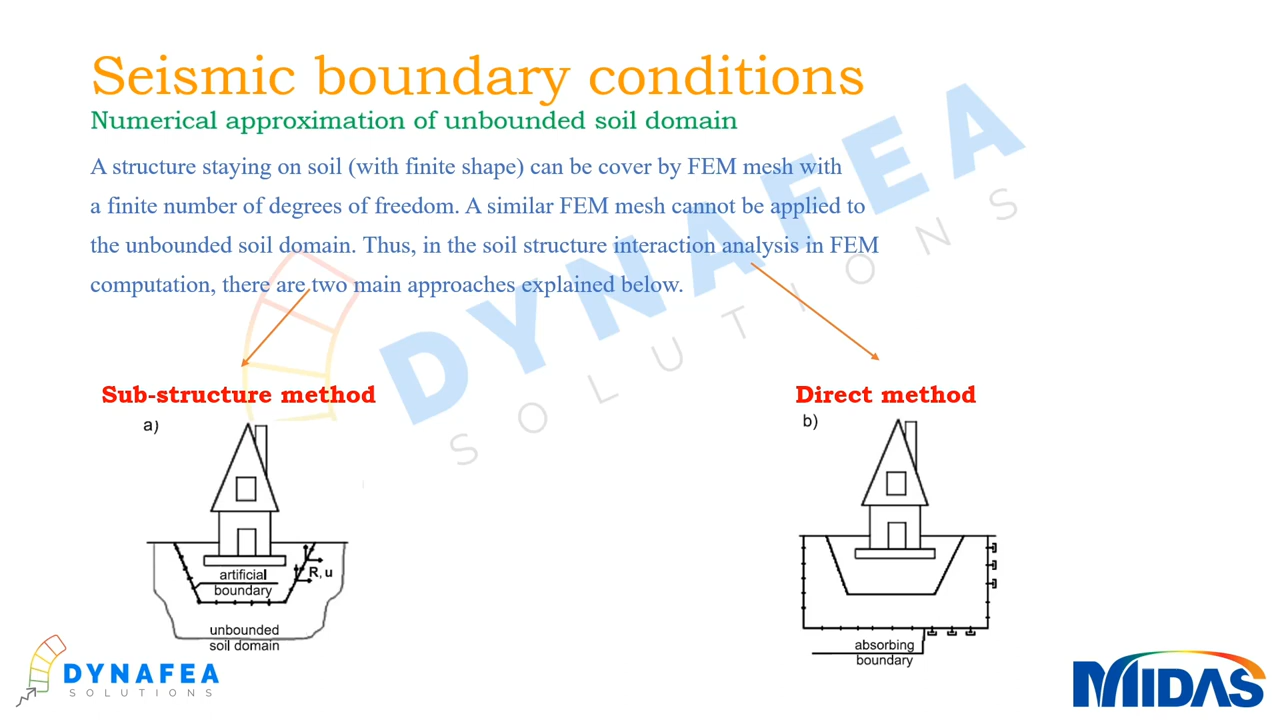 Seismic boundary conditions
Numerical approximation of unbounded soil domain
A structure staying on soil (with finite shape) can be cover by FEM mesh with
a finite number of degrees of freedom. A similar FEM mesh cannot be applied to
the unbounded soil domain. Thus, in the soil structure interaction analysis in FEM
computation, there are two main approaches explained below.
DYNAFEA
SOLUTIONS
Sub-structure method
a)
artificial
boundary
R, u
unbounded
soil domain
Direct method
b)
absorbing
boundary
DYNAFEA
SOLUTIONS
MIDAS